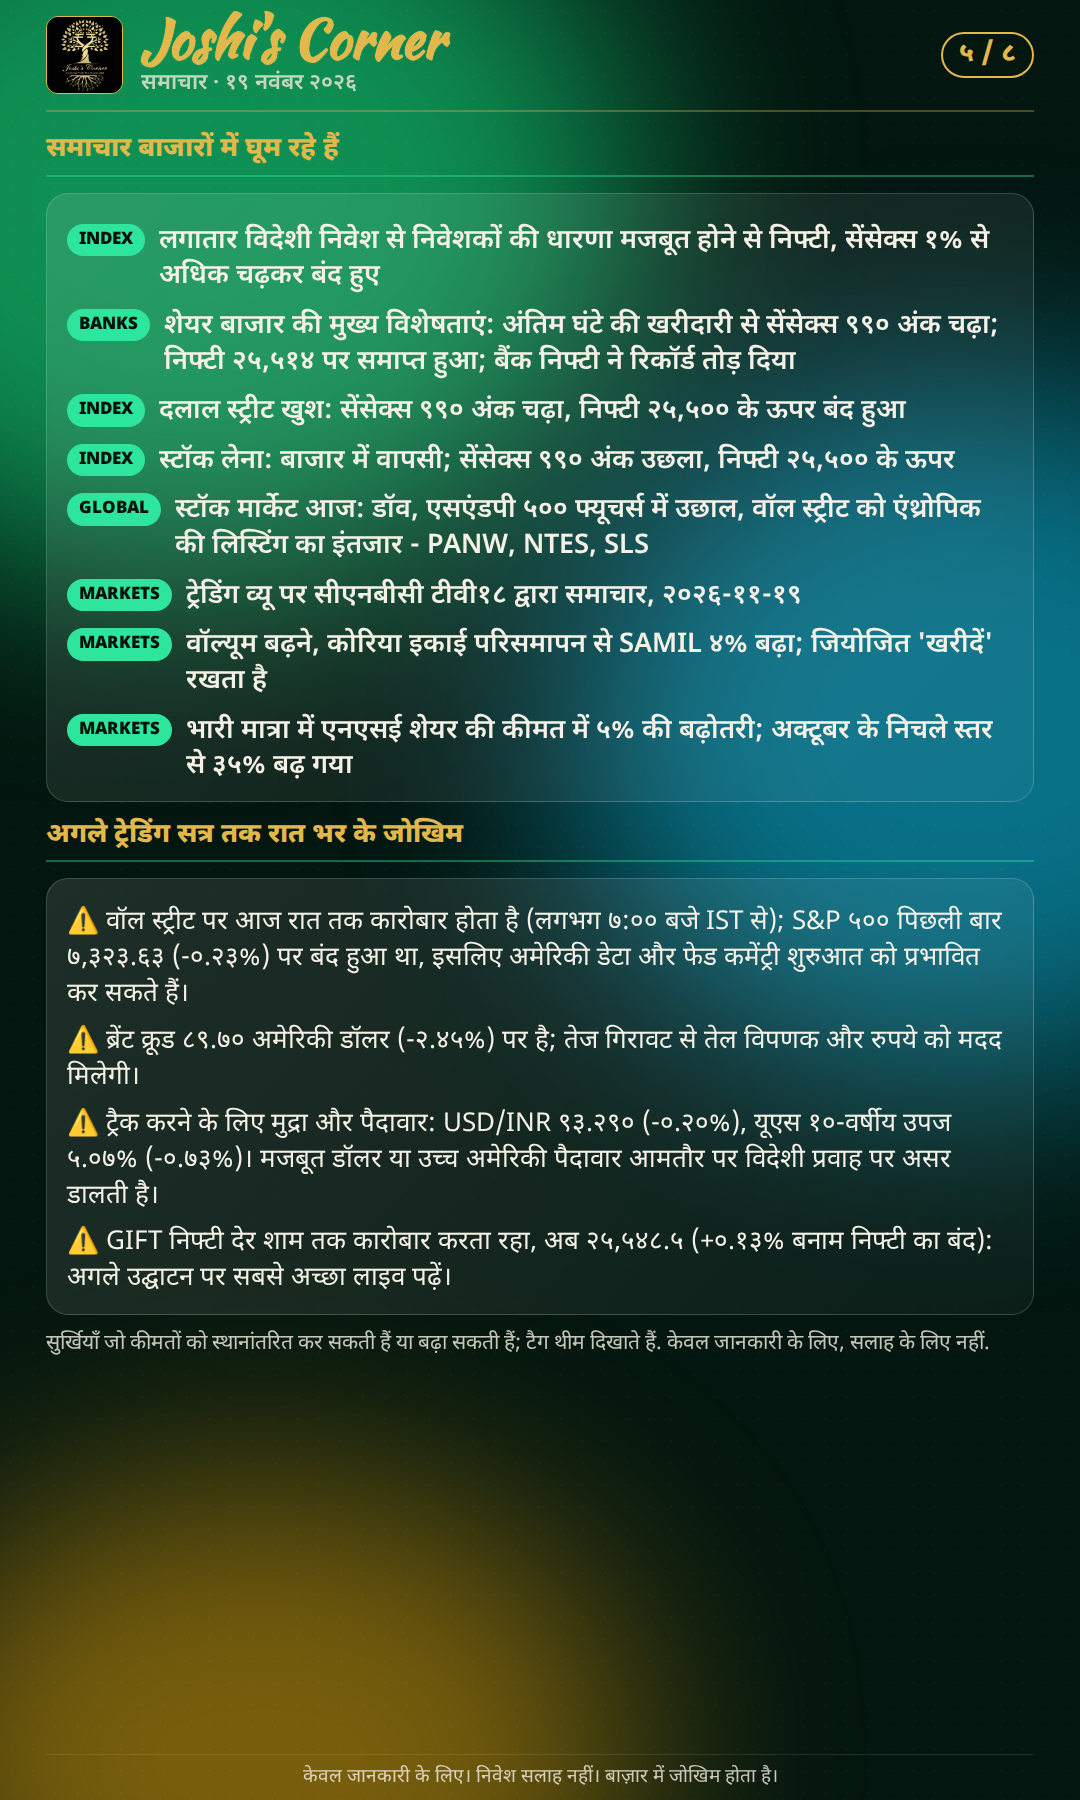 Joshi's Corner
समाचार · १९ नवंबर २०२६
५ / ८
समाचार बाजारों में घूम रहे हैं
INDEX लगातार विदेशी निवेश से निवेशकों की धारणा मजबूत होने से निफ्टी, सेंसेक्स १% से
अधिक चढ़कर बंद हुए
BANKS शेयर बाजार की मुख्य विशेषताएं: अंतिम घंटे की खरीदारी से सेंसेक्स ९९० अंक चढ़ा;
निफ्टी २५,५१४ पर समाप्त हुआ; बैंक निफ्टी ने रिकॉर्ड तोड़ दिया
INDEX दलाल स्ट्रीट खुश: सेंसेक्स ९९० अंक चढ़ा, निफ्टी २५,५०० के ऊपर बंद हुआ
INDEX स्टॉक लेना: बाजार में वापसी; सेंसेक्स ९९० अंक उछला, निफ्टी २५,५०० के ऊपर
GLOBAL स्टॉक मार्केट आज: डॉव, एसएंडपी ५०० फ्यूचर्स में उछाल, वॉल स्ट्रीट को एंथ्रोपिक
की लिस्टिंग का इंतजार - PANW, NTES, SLS
MARKETS ट्रेडिंग व्यू पर सीएनबीसी टीवी१८ द्वारा समाचार, २०२६-११-१९
MARKETS वॉल्यूम बढ़ने, कोरिया इकाई परिसमापन से SAMIL ४% बढ़ा; जियोजित 'खरीदें'
रखता है
MARKETS भारी मात्रा में एनएसई शेयर की कीमत में ५% की बढ़ोतरी; अक्टूबर के निचले स्तर
से ३५% बढ़ गया
अगले ट्रेडिंग सत्र तक रात भर के जोखिम
⚠️ वॉल स्ट्रीट पर आज रात तक कारोबार होता है (लगभग ७:०० बजे IST से); S&P ५०० पिछली बार
७,३२३.६३ (-०.२३%) पर बंद हुआ था, इसलिए अमेरिकी डेटा और फेड कमेंट्री शुरुआत को प्रभावित
कर सकते हैं।
⚠️ ब्रेंट क्रूड ८९.७० अमेरिकी डॉलर (-२.४५%) पर है; तेज गिरावट से तेल विपणक और रुपये को मदद
मिलेगी।
⚠️ ट्रैक करने के लिए मुद्रा और पैदावार: USD/INR ९३.२९० (-०.२०%), यूएस १०-वर्षीय उपज
५.०७% (-०.७३%)। मजबूत डॉलर या उच्च अमेरिकी पैदावार आमतौर पर विदेशी प्रवाह पर असर
डालती है।
⚠️ GIFT निफ्टी देर शाम तक कारोबार करता रहा, अब २५,५४८.५ (+०.१३% बनाम निफ्टी का बंद):
अगले उद्घाटन पर सबसे अच्छा लाइव पढ़ें।
सुर्खियाँ जो कीमतों को स्थानांतरित कर सकती हैं या बढ़ा सकती हैं; टैग थीम दिखाते हैं. केवल जानकारी के लिए, सलाह के लिए नहीं.
केवल जानकारी के लिए। निवेश सलाह नहीं। बाज़ार में जोखिम होता है।